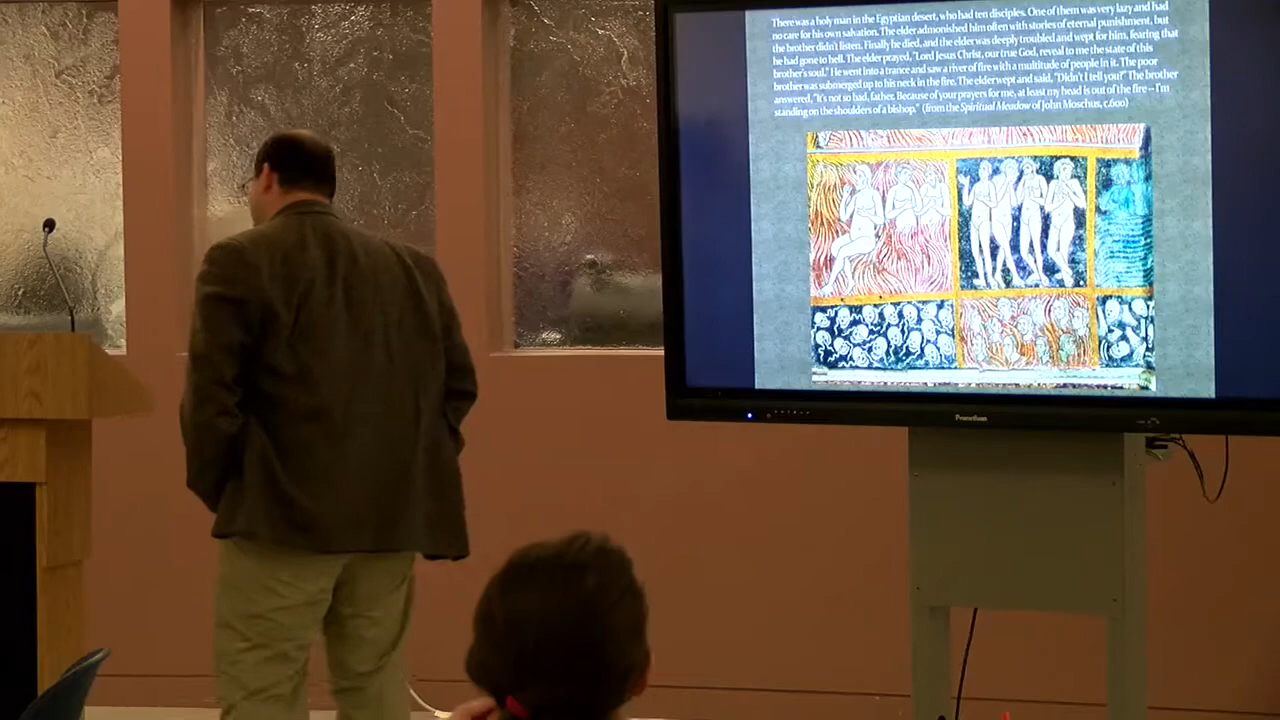 There was a holy man in the Egyptian desert, who had ten disciples. One of them was very lazy and had
no care for his own salvation. The elder admonished him often with stories of eternal punishment, but
the brother didn't listen. Finally he died, and the elder was deeply troubled and wept for him, fearing that
he had gone to hell. The elder prayed, "Lord Jesus Christ, our true God, reveal to me the state of this
brother's soul." He went into a trance and saw a river of fire with a multitude of people in it. The poor
brother was submerged up to his neck in the fire. The elder wept and said, "Didn't I tell you?" The brother
answered, "It's not so bad, father. Because of your prayers for me, at least my head is out of the fire -- I'm
standing on the shoulders of a bishop." (from the Spiritual Meadow of John Moschus, c.600)
Promethean